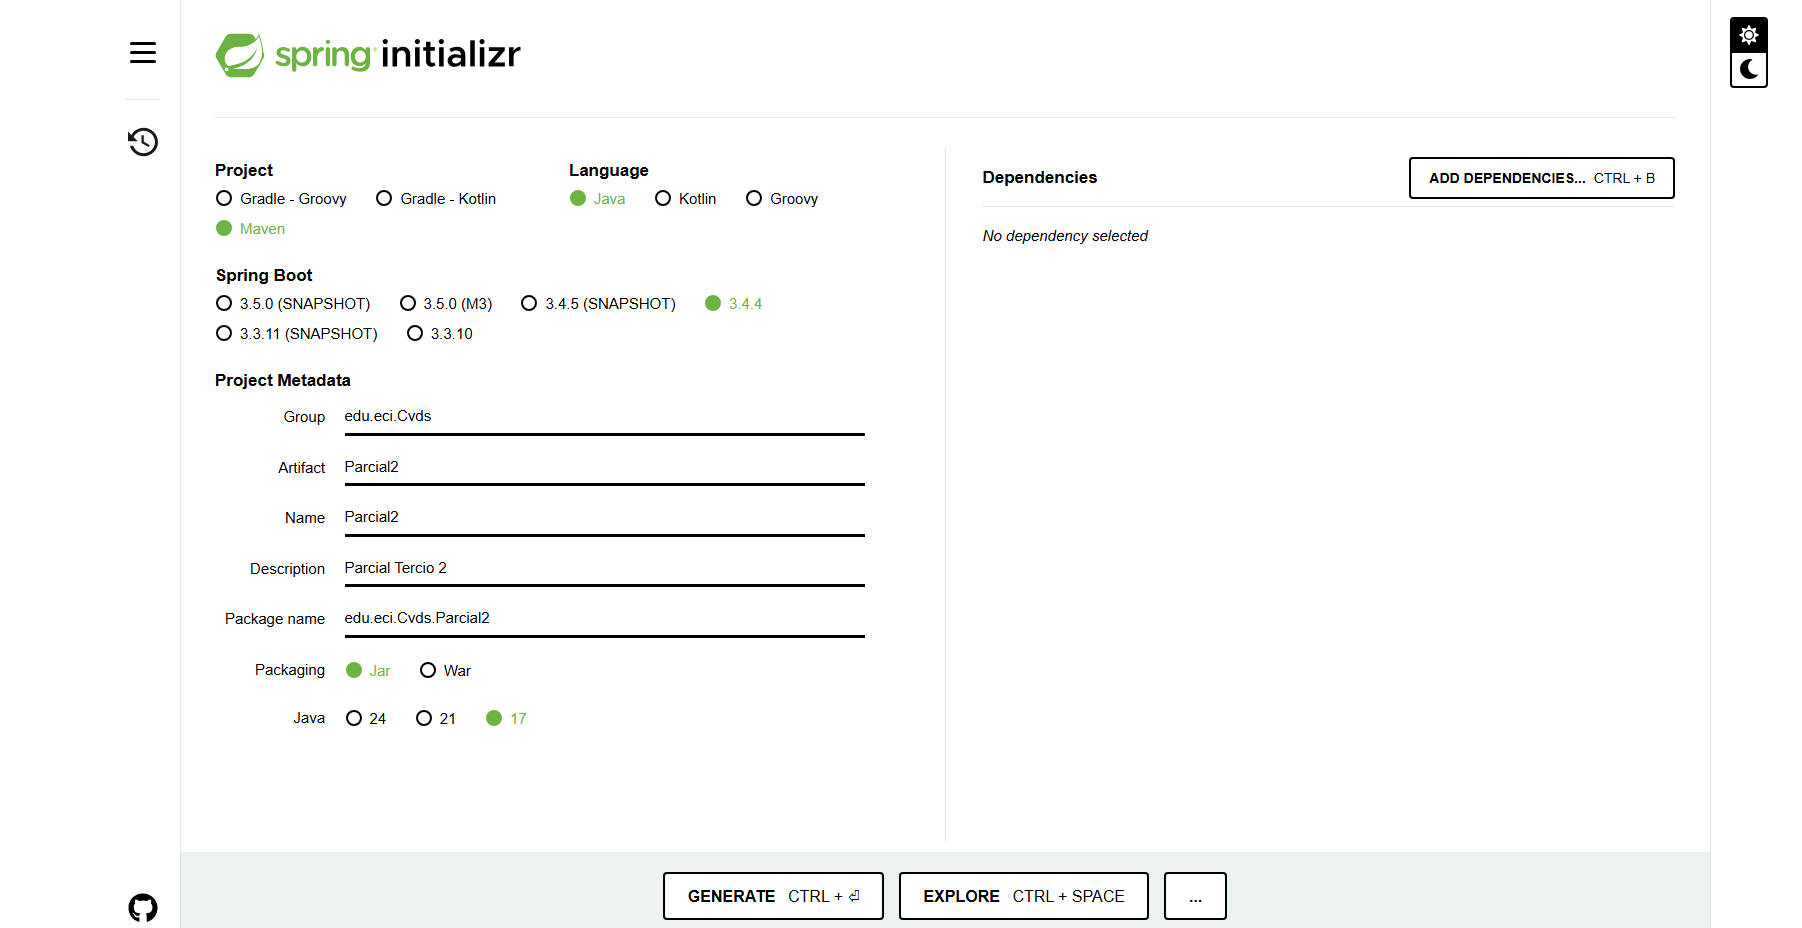 spring initializr
Project
Gradle - Groovy
Gradle - Kotlin
Maven
Language
Java
Kotlin
Groovy
Spring Boot
3.5.0 (SNAPSHOT)
3.5.0 (M3)
3.4.5 (SNAPSHOT)
3.4.4
3.3.11 (SNAPSHOT)
3.3.10
Project Metadata
Group edu.eci.Cvds
Artifact Parcial2
Name Parcial2
Description Parcial Tercio 2
Package name edu.eci.Cvds.Parcial2
Packaging Jar War
Java 24 21 17
Dependencies
ADD DEPENDENCIES... CTRL + B
No dependency selected
GENERATE CTRL + ⏎
EXPLORE CTRL + SPACE
...